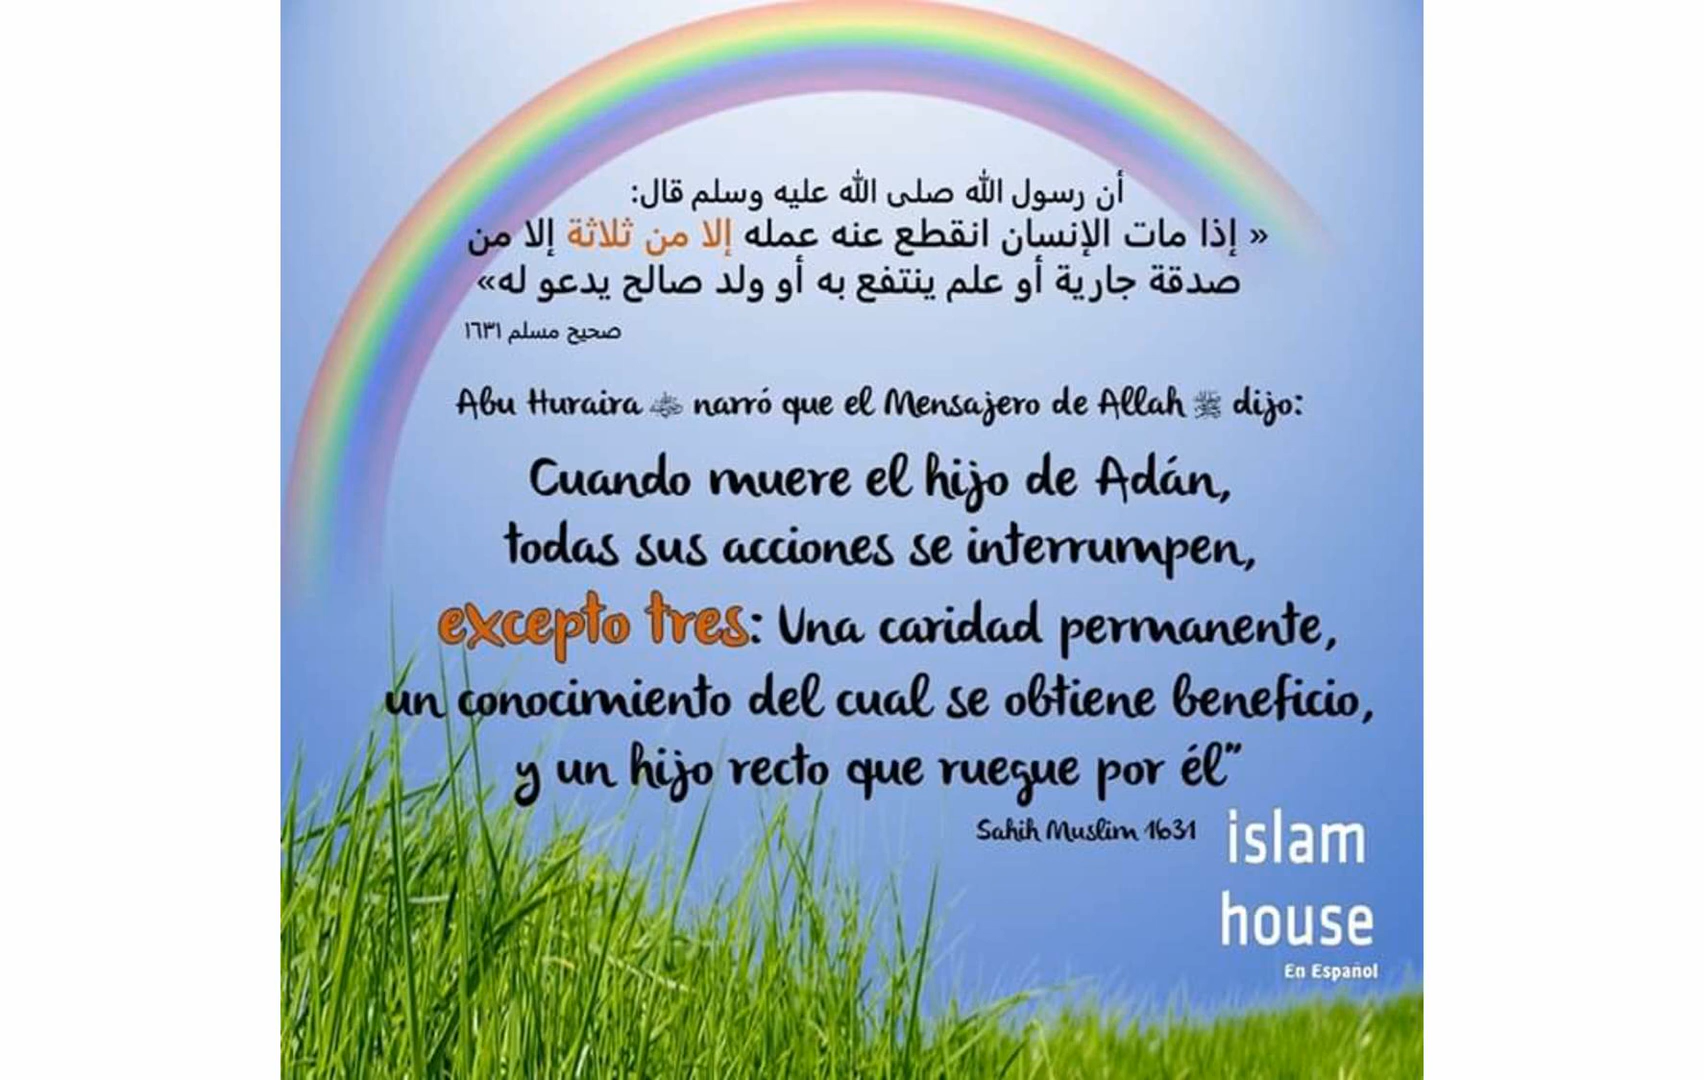 أن رسول الله صلى الله عليه وسلم قال:
« إذا مات الإنسان انقطع عنه عمله إلا من ثلاثة إلا من
صدقة جارية أو علم ينتفع به أو ولد صالح يدعو له»
صحيح مسلم ١٦٣١
Abu Huraira رضي الله عنه narró que el Mensajero de Allah ﷺ dijo:
Cuando muere el hijo de Adán,
todas sus acciones se interrumpen,
excepto tres: Una caridad permanente,
un conocimiento del cual se obtiene beneficio,
y un hijo recto que ruegue por él”
Sahih Muslim 1631
islam
house
En Español